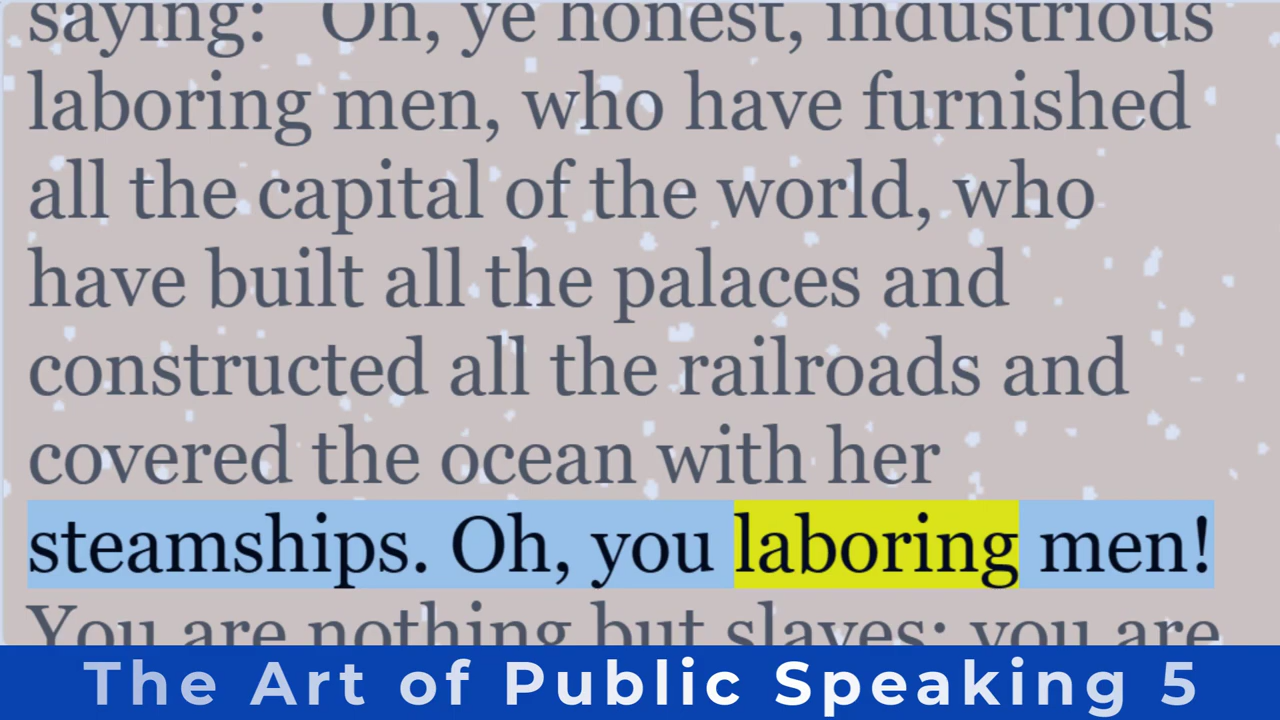 saying: "Oh, ye honest, industrious
laboring men, who have furnished
all the capital of the world, who
have built all the palaces and
constructed all the railroads and
covered the ocean with her
steamships. Oh, you laboring men!
You are nothing but slaves; you are
The Art of Public Speaking 5